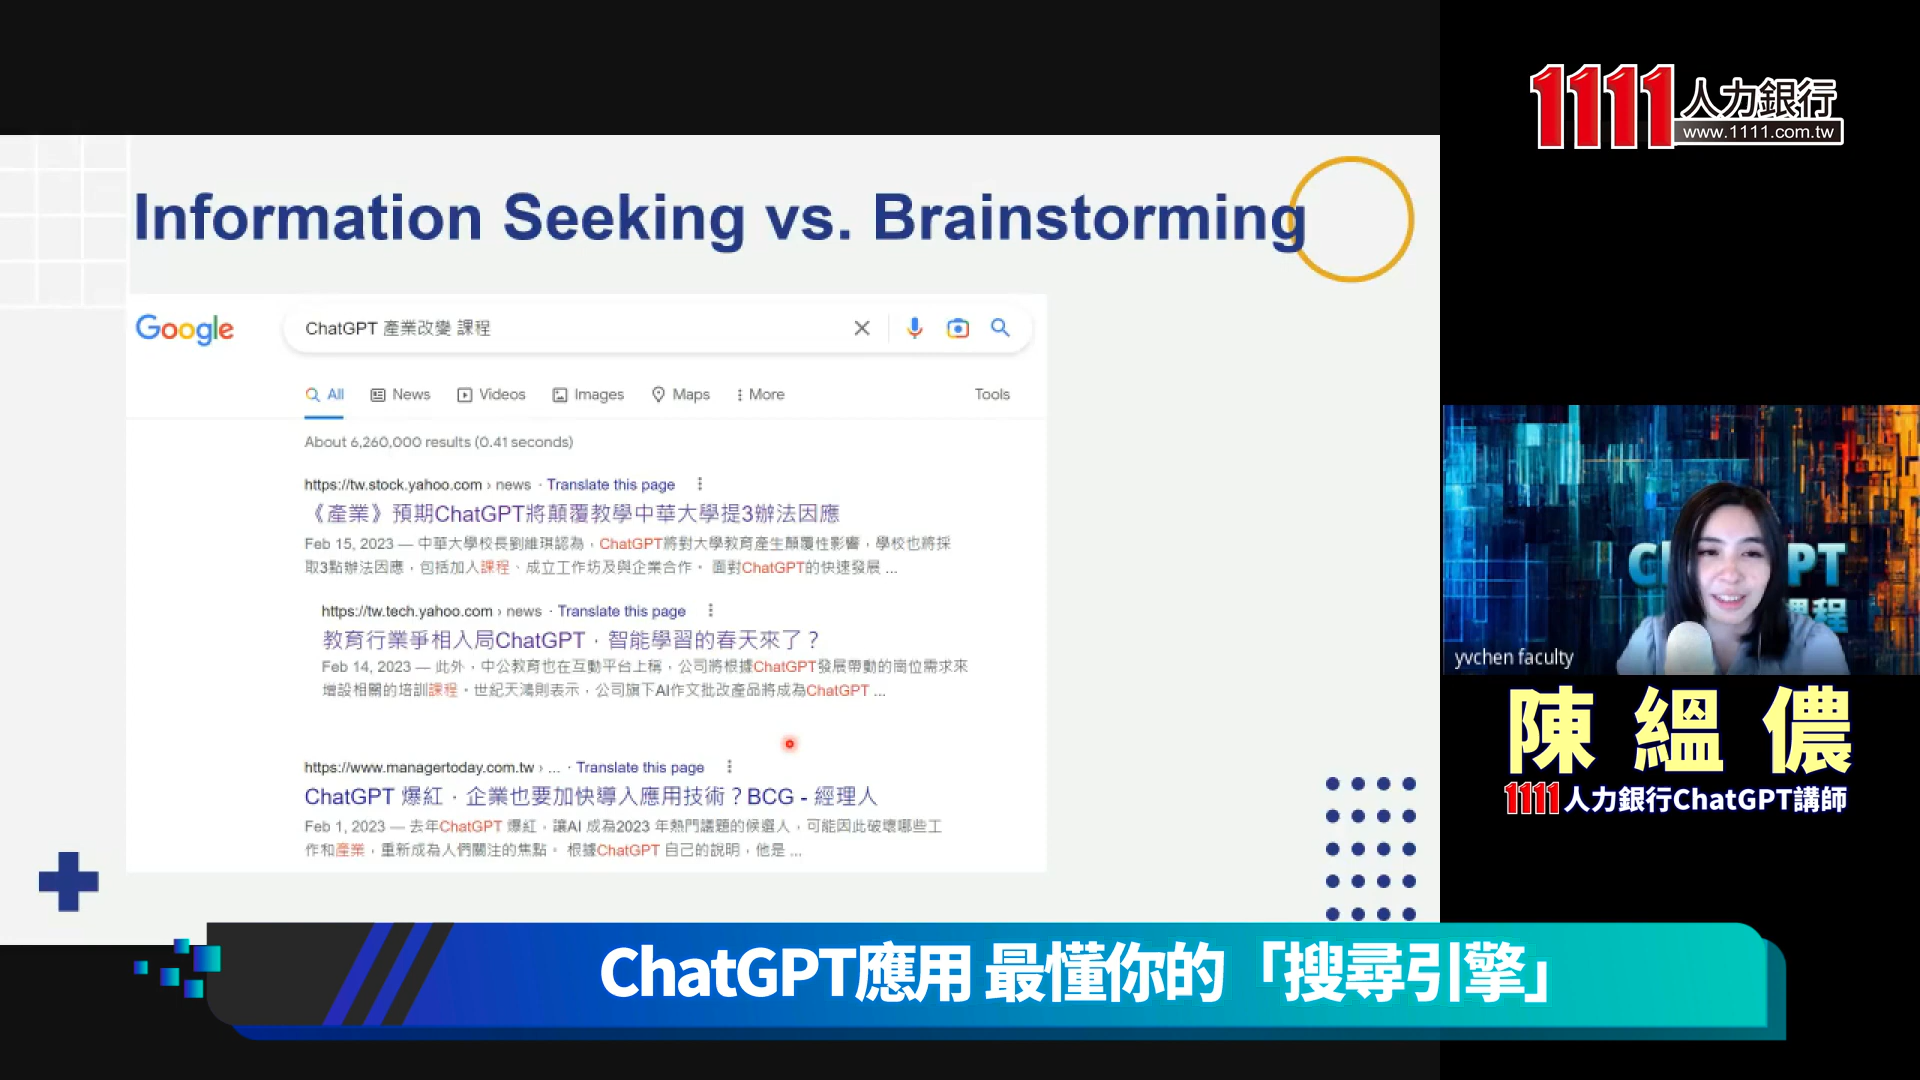 Information Seeking vs. Brainstorming
Google
ChatGPT 產業改變 課程
All News Videos Images Maps More Tools
About 6,260,000 results (0.41 seconds)
https://tw.stock.yahoo.com › news · Translate this page
《產業》預期ChatGPT將顛覆教學中華大學提3辦法因應
Feb 15, 2023 — 中華大學校長劉維琪認為，ChatGPT將對大學教育產生顛覆性影響，學校也將採
取3點辦法因應，包括加入課程、成立工作坊及與企業合作。 面對ChatGPT的快速發展 ...
https://tw.tech.yahoo.com › news · Translate this page
教育行業爭相入局ChatGPT，智能學習的春天來了？
Feb 14, 2023 — 此外，中公教育也在互動平台上稱，公司將根據ChatGPT發展帶動的崗位需求來
增設相關的培訓課程。世紀天鴻則表示，公司旗下AI作文批改產品將成為ChatGPT ...
https://www.managertoday.com.tw › ... · Translate this page
ChatGPT 爆紅，企業也要加快導入應用技術？BCG - 經理人
Feb 1, 2023 — 去年ChatGPT 爆紅，讓AI 成為2023 年熱門議題的候選人，可能因此破壞哪些工
作和產業，重新成為人們關注的焦點。 根據ChatGPT 自己的說明，他是 ...
1111人力銀行
www.1111.com.tw
yvchen faculty
陳縕儂
1111人力銀行ChatGPT講師
ChatGPT應用 最懂你的「搜尋引擎」